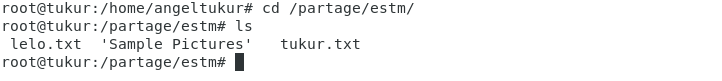 root@tukur:/home/angeltukur# cd /partage/estm/
root@tukur:/partage/estm# ls
lelo.txt  'Sample Pictures'   tukur.txt
root@tukur:/partage/estm#